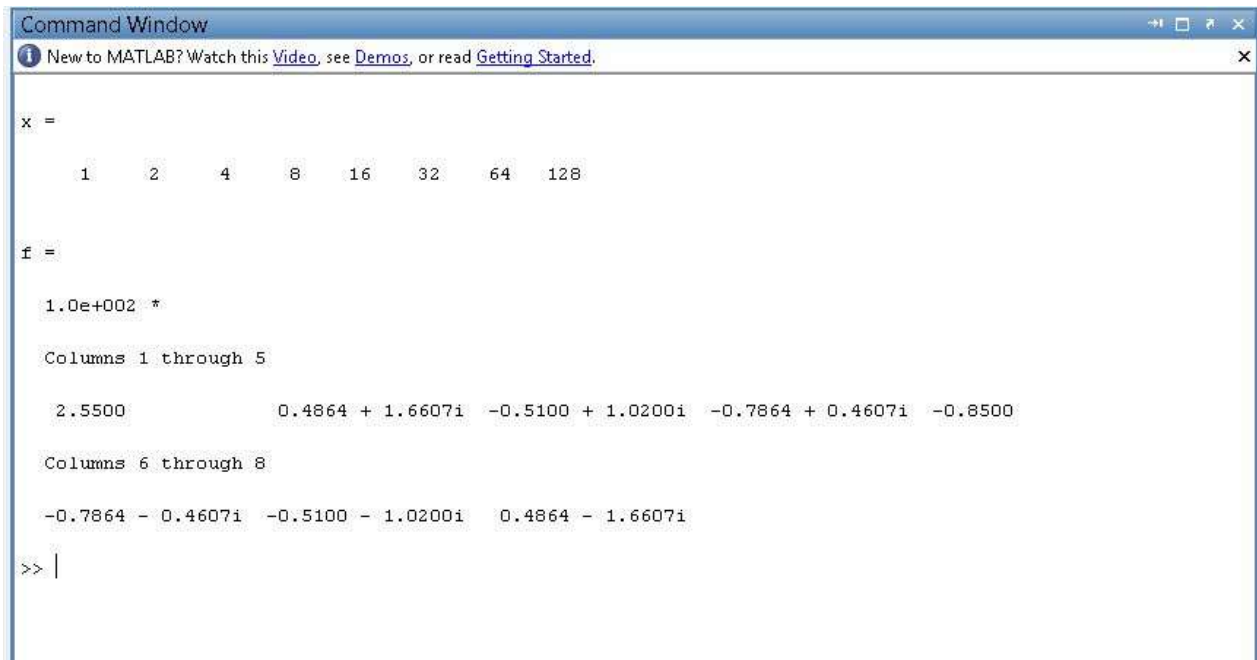 Command Window
New to MATLAB? Watch this Video, see Demos, or read Getting Started.
x =
1 2 4 8 16 32 64 128
f =
1.0e+002 *
Columns 1 through 5
2.5500 0.4864 + 1.6607i -0.5100 + 1.0200i -0.7864 + 0.4607i -0.8500
Columns 6 through 8
-0.7864 - 0.4607i -0.5100 - 1.0200i 0.4864 - 1.6607i
>>